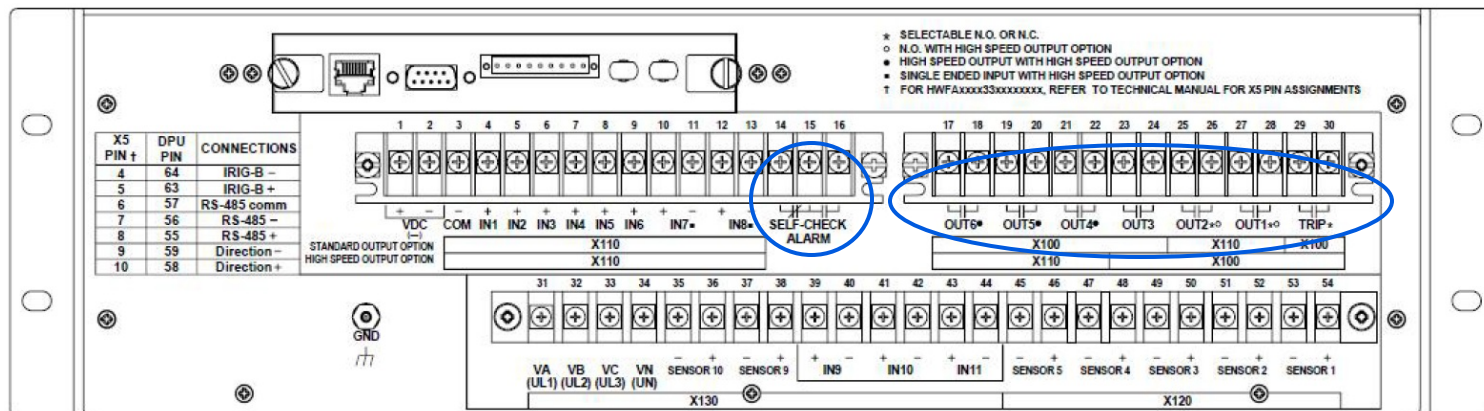 * SELECTABLE N.O. OR N.C.
○ N.O. WITH HIGH SPEED OUTPUT OPTION
● HIGH SPEED OUTPUT WITH HIGH SPEED OUTPUT OPTION
▪ SINGLE ENDED INPUT WITH HIGH SPEED OUTPUT OPTION
† FOR HWFAxxxx33xxxxxxxx, REFER TO TECHNICAL MANUAL FOR X5 PIN ASSIGNMENTS
1 2 3 4 5 6 7 8 9 10 11 12 13 14 15 16 17 18 19 20 21 22 23 24 25 26 27 28 29 30
X5 PIN † DPU PIN CONNECTIONS
4 64 IRIG-B −
5 63 IRIG-B +
6 57 RS-485 comm
7 56 RS-485 −
8 55 RS-485 +
9 59 Direction −
10 58 Direction +
+ − − + + + + + + + − + −
VDC (—) COM IN1 IN2 IN3 IN4 IN5 IN6 IN7▪ IN8▪ SELF-CHECK ALARM OUT6● OUT5● OUT4● OUT3 OUT2*○ OUT1*○ TRIP*
STANDARD OUTPUT OPTION X110 X100 X110 X100
HIGH SPEED OUTPUT OPTION X110 X110 X100
31 32 33 34 35 36 37 38 39 40 41 42 43 44 45 46 47 48 49 50 51 52 53 54
GND
− + − + + − + − + − − + − + − + − + − +
VA (UL1) VB (UL2) VC (UL3) VN (UN) SENSOR 10 SENSOR 9 IN9 IN10 IN11 SENSOR 5 SENSOR 4 SENSOR 3 SENSOR 2 SENSOR 1
X130 X120